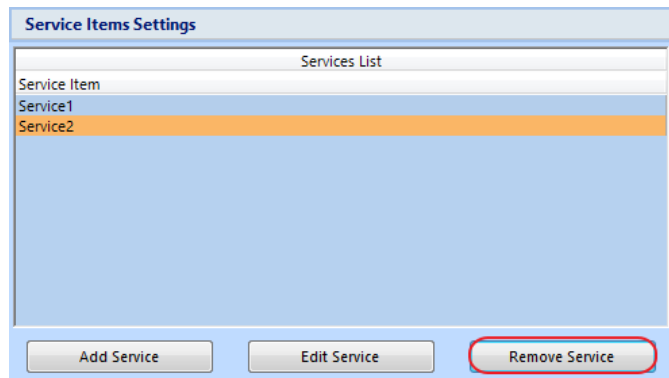 Service Items Settings
Services List
Service Item
Service1
Service2
Add Service Edit Service Remove Service